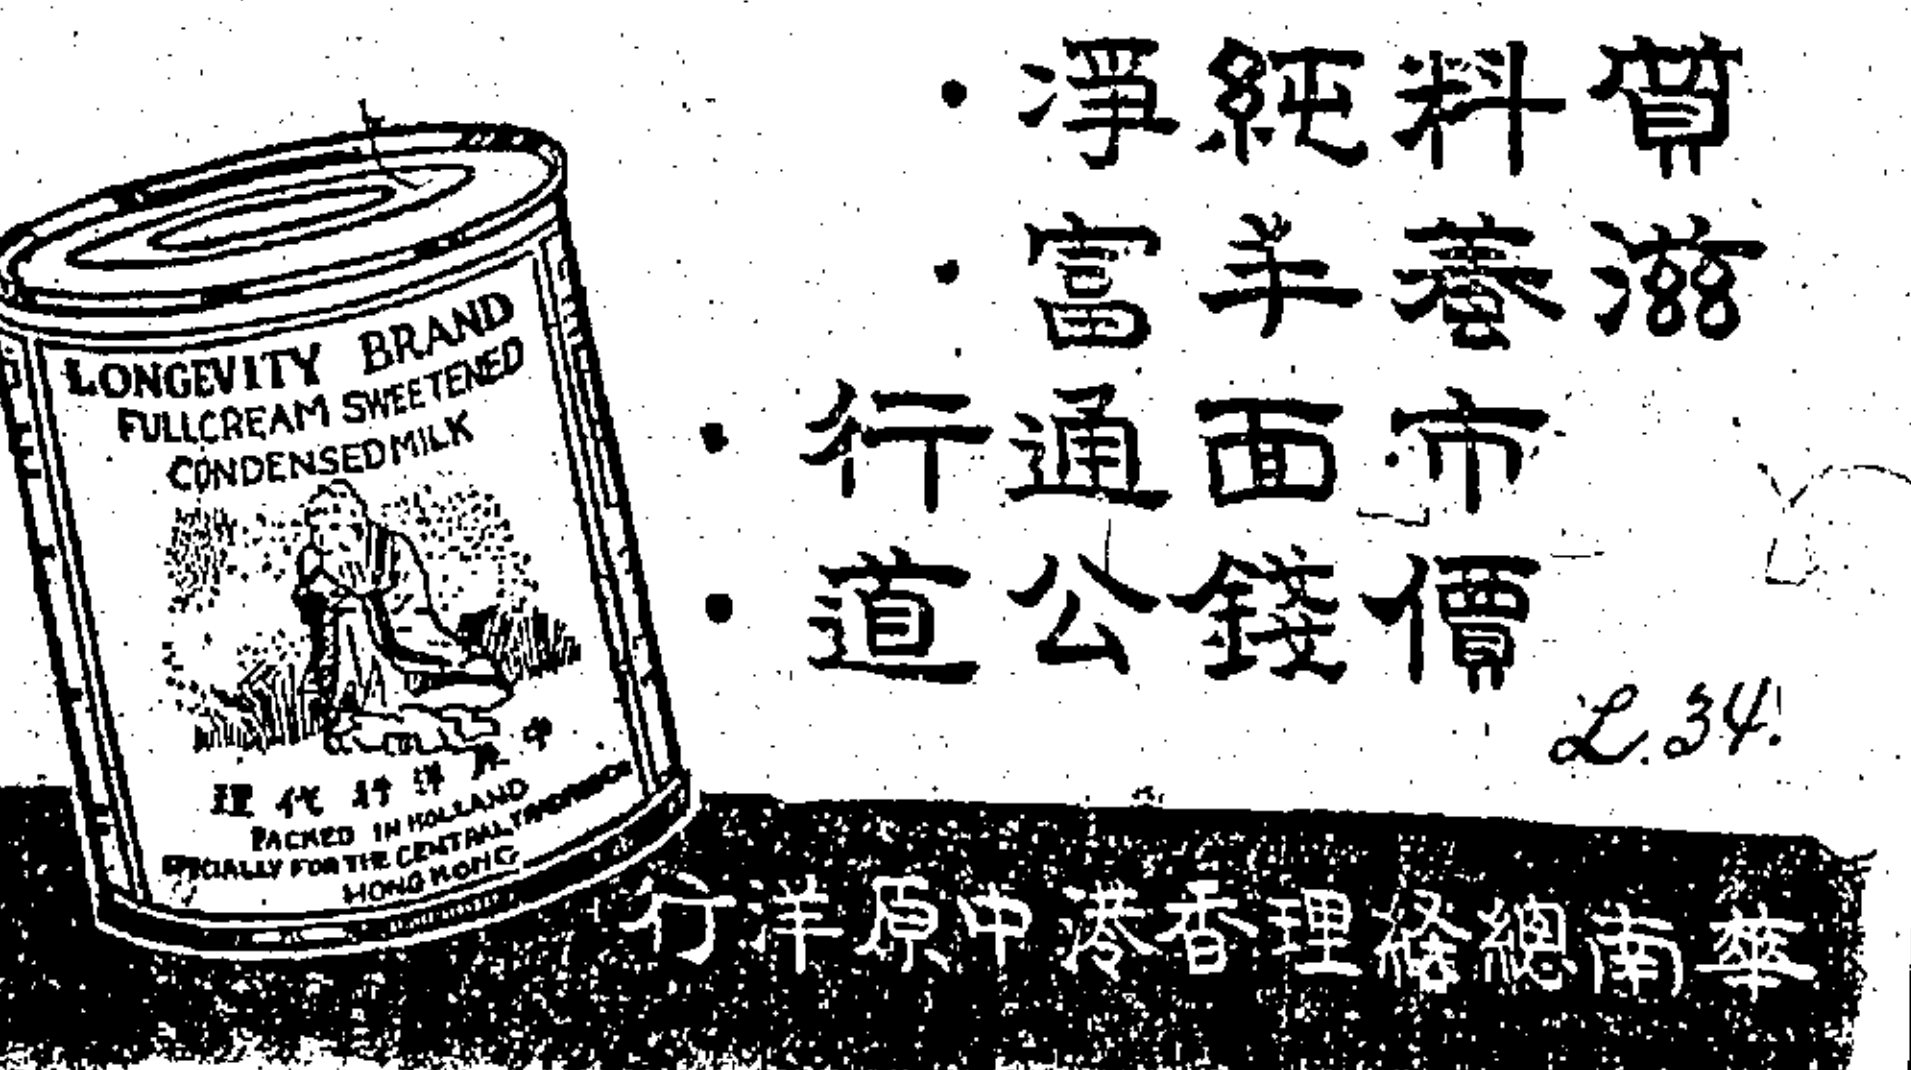 質料純淨・
滋養丰富・
市面通行・
價錢公道・
L.34.
LONGEVITY BRAND
FULLCREAM SWEETENED
CONDENSED MILK
中原洋行代理
PACKED IN HOLLAND
SPECIALLY FOR THE CENTRAL
HONG KONG
華南總經理香港中原洋行